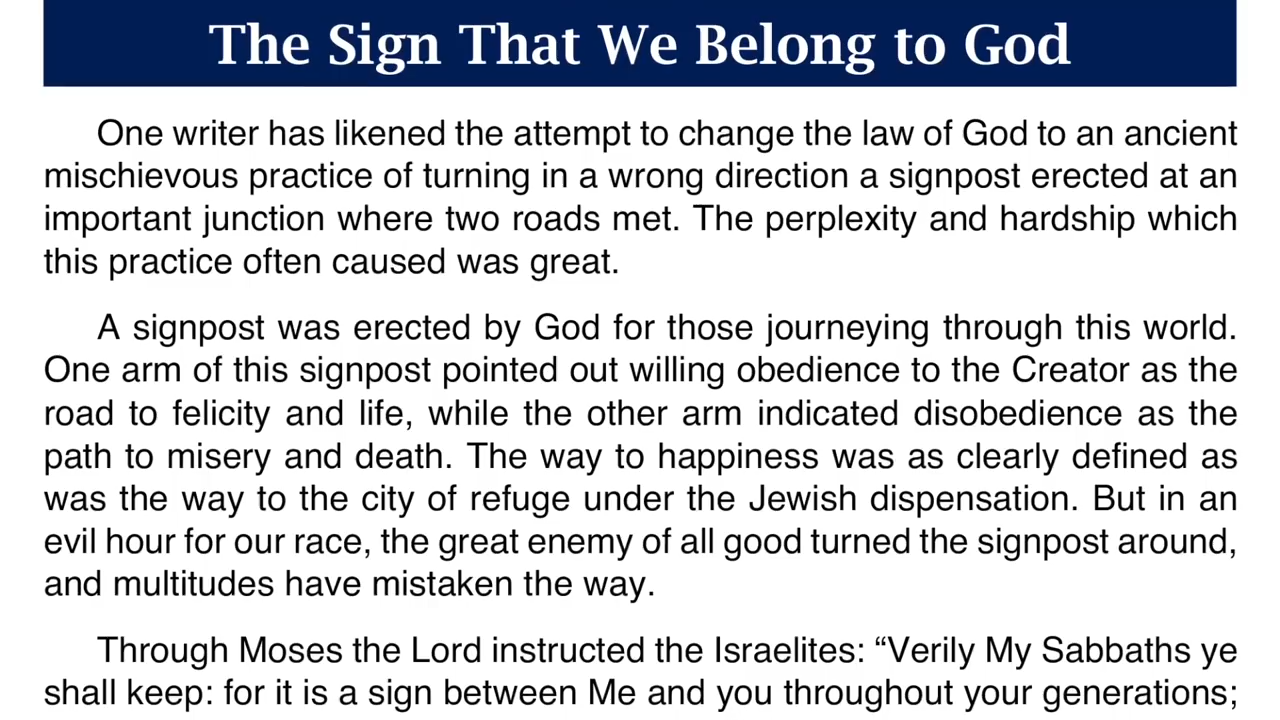 The Sign That We Belong to God
One writer has likened the attempt to change the law of God to an ancient
mischievous practice of turning in a wrong direction a signpost erected at an
important junction where two roads met. The perplexity and hardship which
this practice often caused was great.
A signpost was erected by God for those journeying through this world.
One arm of this signpost pointed out willing obedience to the Creator as the
road to felicity and life, while the other arm indicated disobedience as the
path to misery and death. The way to happiness was as clearly defined as
was the way to the city of refuge under the Jewish dispensation. But in an
evil hour for our race, the great enemy of all good turned the signpost around,
and multitudes have mistaken the way.
Through Moses the Lord instructed the Israelites: “Verily My Sabbaths ye
shall keep: for it is a sign between Me and you throughout your generations;